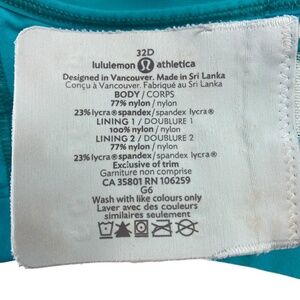 32D
lululemon athletica
Designed in Vancouver. Made in Sri Lanka
Conçu à Vancouver. Fabriqué au Sri Lanka
BODY / CORPS
77% nylon / nylon
23% lycra® spandex / spandex lycra®
LINING 1 / DOUBLURE 1
100% nylon / nylon
LINING 2 / DOUBLURE 2
77% nylon / nylon
23% lycra® spandex / spandex lycra®
Exclusive of trim
Garniture non comprise
CA 35801 RN 106259
G6
Wash with like colours only
Laver avec des couleurs
similaires seulement